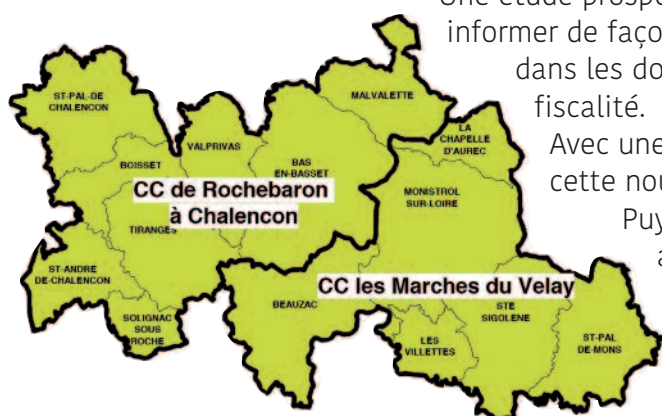 Une étude prospe
informer de faço
dans les do
fiscalité.
Avec une
cette nou
Puy
a
ST-PAL-DE
CHALENCON
BOISSET
VALPRIVAS
BAS
EN-BASSET
MALVALETTE
LA
CHAPELLE
D'AUREC
MONISTROL
SUR-LOIRE
CC de Rochebaron
à Chalencon
TIRANGES
ST-ANDRE
DE-CHALENCON
SOLIGNAC
SOUS
ROCHE
BEAUZAC
CC les Marches du Velay
LES
VILLETTES
STE
SIGOLENE
ST-PAL
DE-MONS